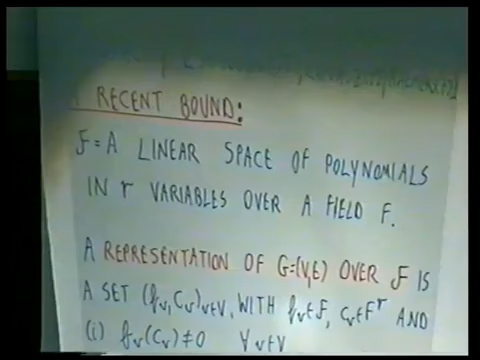 RECENT BOUND:
ℱ = A LINEAR SPACE OF POLYNOMIALS
IN r VARIABLES OVER A FIELD F.
A REPRESENTATION OF G=(V,E) OVER ℱ IS
A SET (f_v, c_v)_{v∈V}, WITH f_v∈ℱ, c_v∈F^r AND
(i) f_v(c_v)≠0 ∀v∈V